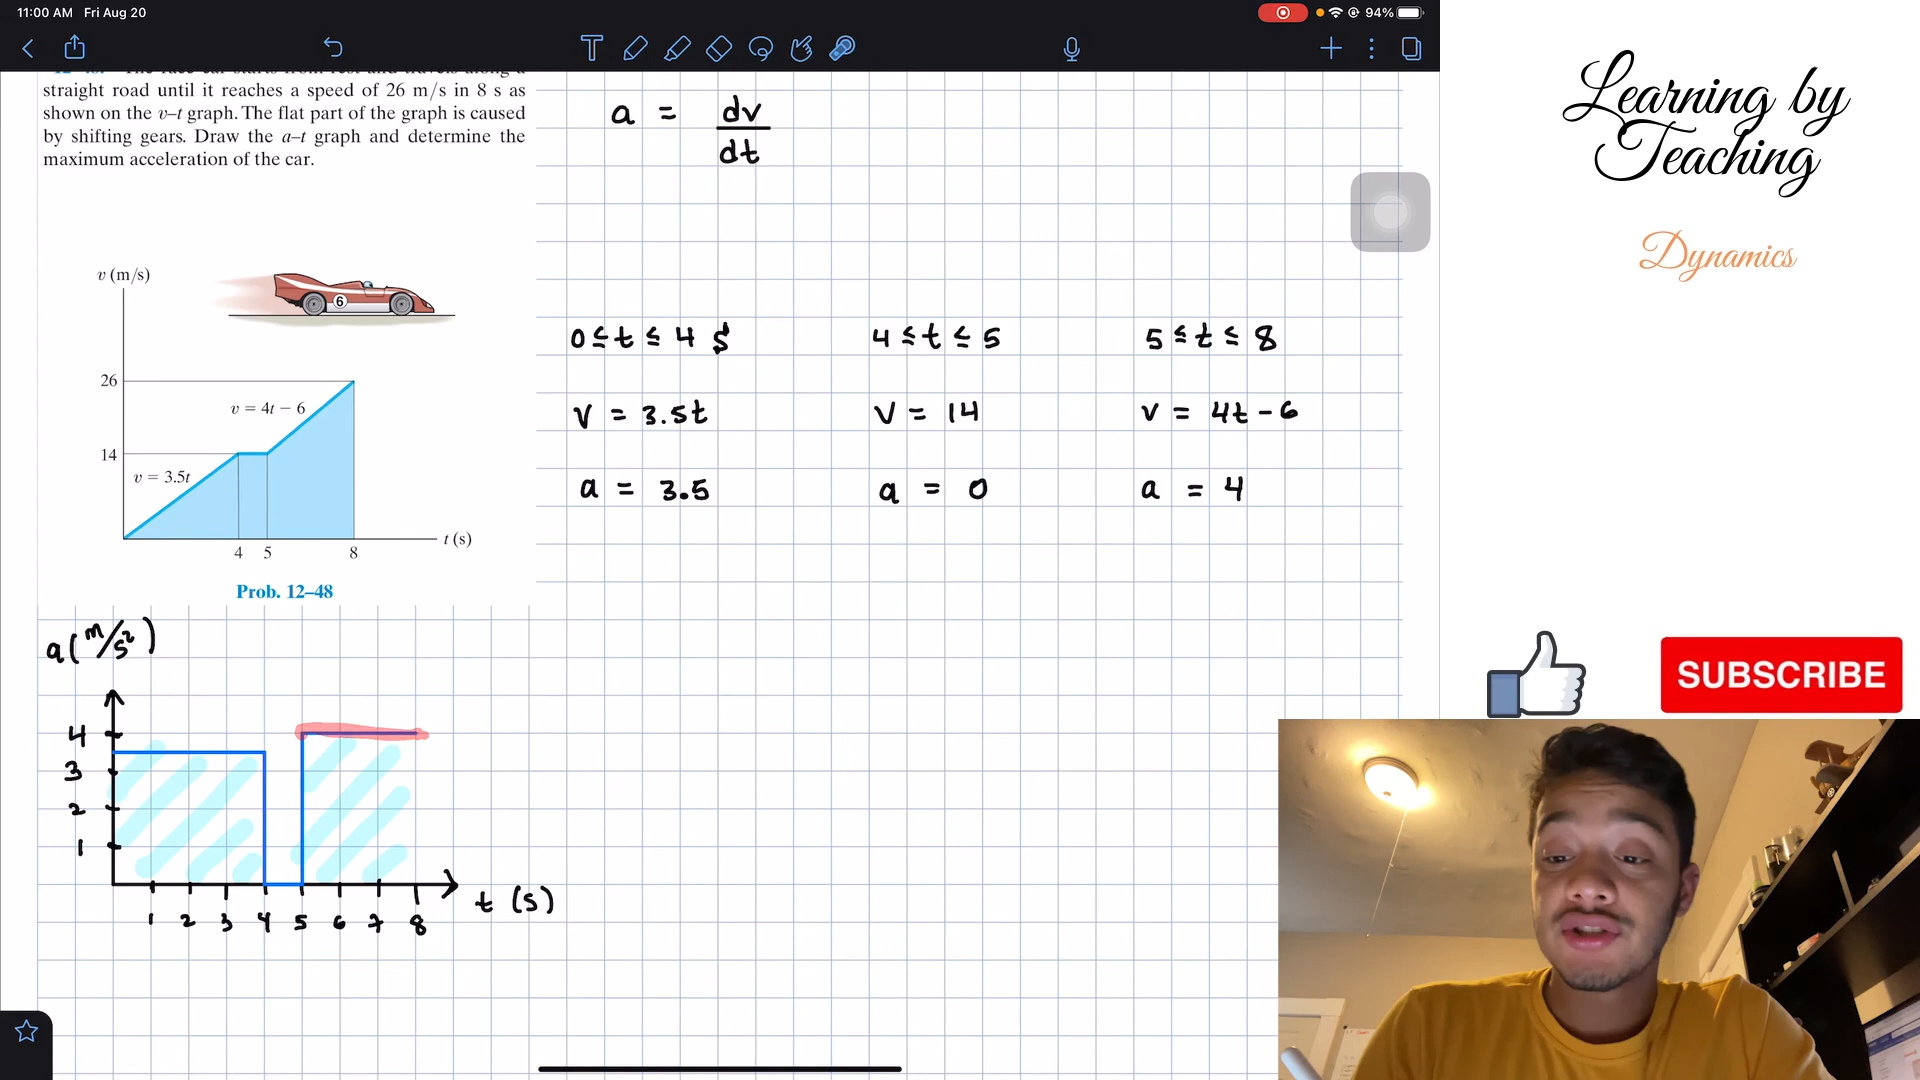 11:00 AM Fri Aug 20
94%
straight road until it reaches a speed of 26 m/s in 8 s as
shown on the v–t graph. The flat part of the graph is caused
by shifting gears. Draw the a–t graph and determine the
maximum acceleration of the car.
v (m/s)
6
26
v = 4t − 6
14
v = 3.5t
t (s)
4 5 8
Prob. 12–48
a = dv
dt
0 ≤ t ≤ 4 s
4 ≤ t ≤ 5
5 ≤ t ≤ 8
v = 3.5t
v = 14
v = 4t - 6
a = 3.5
a = 0
a = 4
a (m/s²)
4
3
2
1
t (s)
1 2 3 4 5 6 7 8
Learning by
Teaching
Dynamics
SUBSCRIBE